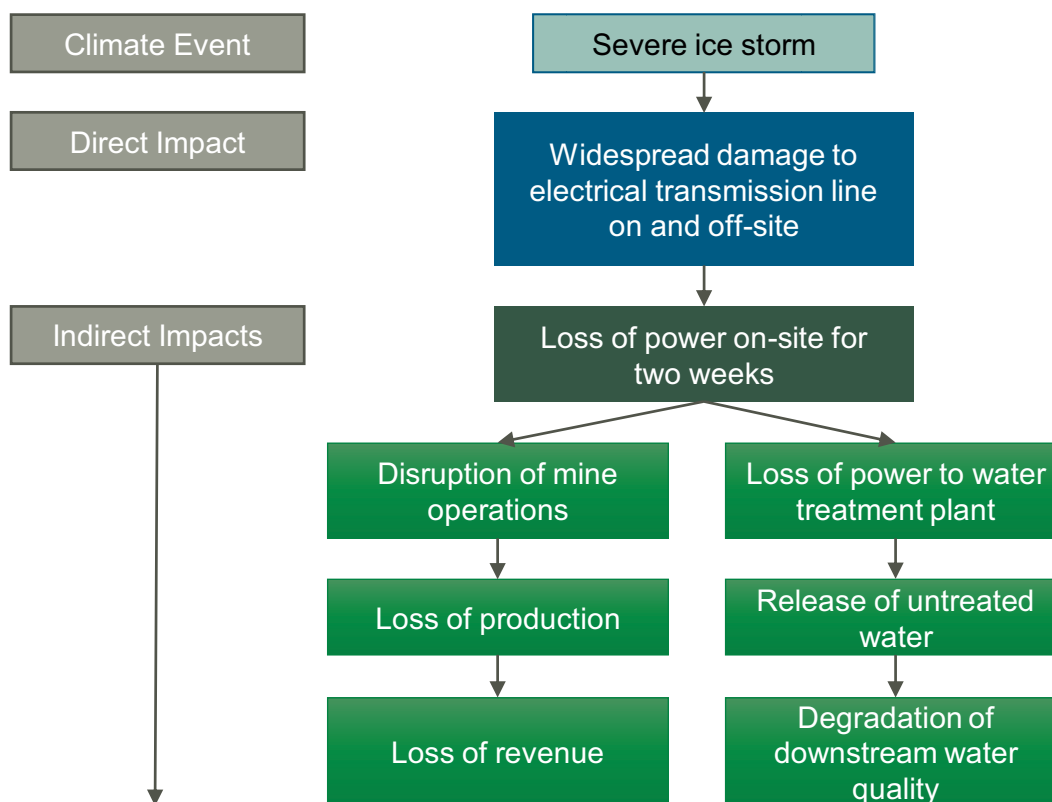 Climate Event
Severe ice storm
Direct Impact
Widespread damage to
electrical transmission line
on and off-site
Indirect Impacts
Loss of power on-site for
two weeks
Disruption of mine
operations
Loss of power to water
treatment plant
Loss of production
Release of untreated
water
Loss of revenue
Degradation of
downstream water
quality